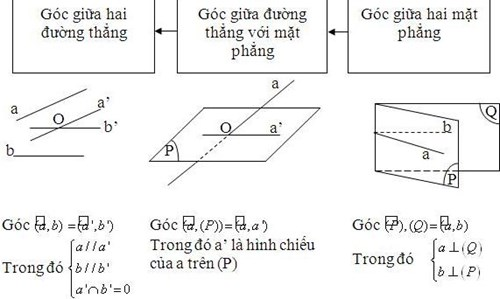 Góc giữa hai
đường thẳng
Góc giữa đường
thẳng với mặt
phẳng
Góc giữa hai mặt
phẳng
a
a’
O
b’
b
a
O
a’
P
Q
b
a
P
Góc (a,b) = (a',b')
Trong đó { a//a'
b//b'
a'∩b'=0
Góc (a,(P))=(a,a')
Trong đó a’ là hình chiếu
của a trên (P)
Góc (P),(Q)=(a,b)
Trong đó { a⊥(Q)
b⊥(P)